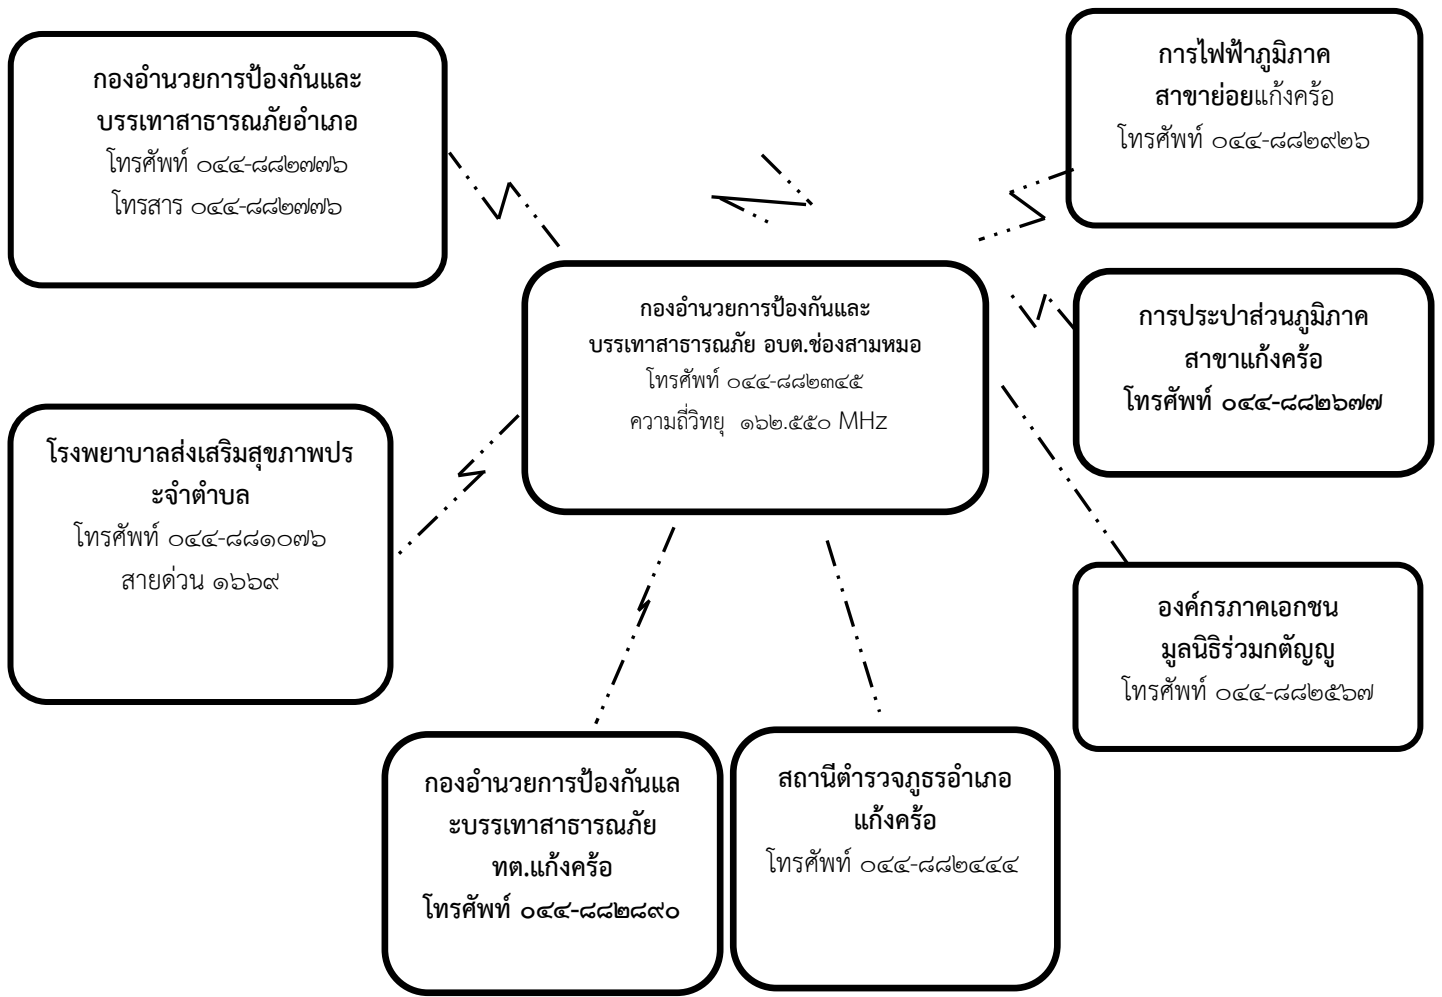 กองอำนวยการป้องกันและ
บรรเทาสาธารณภัยอำเภอ
โทรศัพท์ ๐๔๔-๘๘๒๗๗๖
โทรสาร ๐๔๔-๘๘๒๗๗๖
การไฟฟ้าภูมิภาค
สาขาย่อยแก้งคร้อ
โทรศัพท์ ๐๔๔-๘๘๒๙๒๖
กองอำนวยการป้องกันและ
บรรเทาสาธารณภัย อบต.ช่องสามหมอ
โทรศัพท์ ๐๔๔-๘๘๒๓๔๕
ความถี่วิทยุ ๑๖๒.๕๕๐ MHz
การประปาส่วนภูมิภาค
สาขาแก้งคร้อ
โทรศัพท์ ๐๔๔-๘๘๒๖๗๗
โรงพยาบาลส่งเสริมสุขภาพปร
ะจำตำบล
โทรศัพท์ ๐๔๔-๘๘๑๐๗๖
สายด่วน ๑๖๖๙
องค์กรภาคเอกชน
มูลนิธิร่วมกตัญญู
โทรศัพท์ ๐๔๔-๘๘๒๕๖๗
กองอำนวยการป้องกันแล
ะบรรเทาสาธารณภัย
ทต.แก้งคร้อ
โทรศัพท์ ๐๔๔-๘๘๒๘๙๐
สถานีตำรวจภูธรอำเภอ
แก้งคร้อ
โทรศัพท์ ๐๔๔-๘๘๒๔๔๔